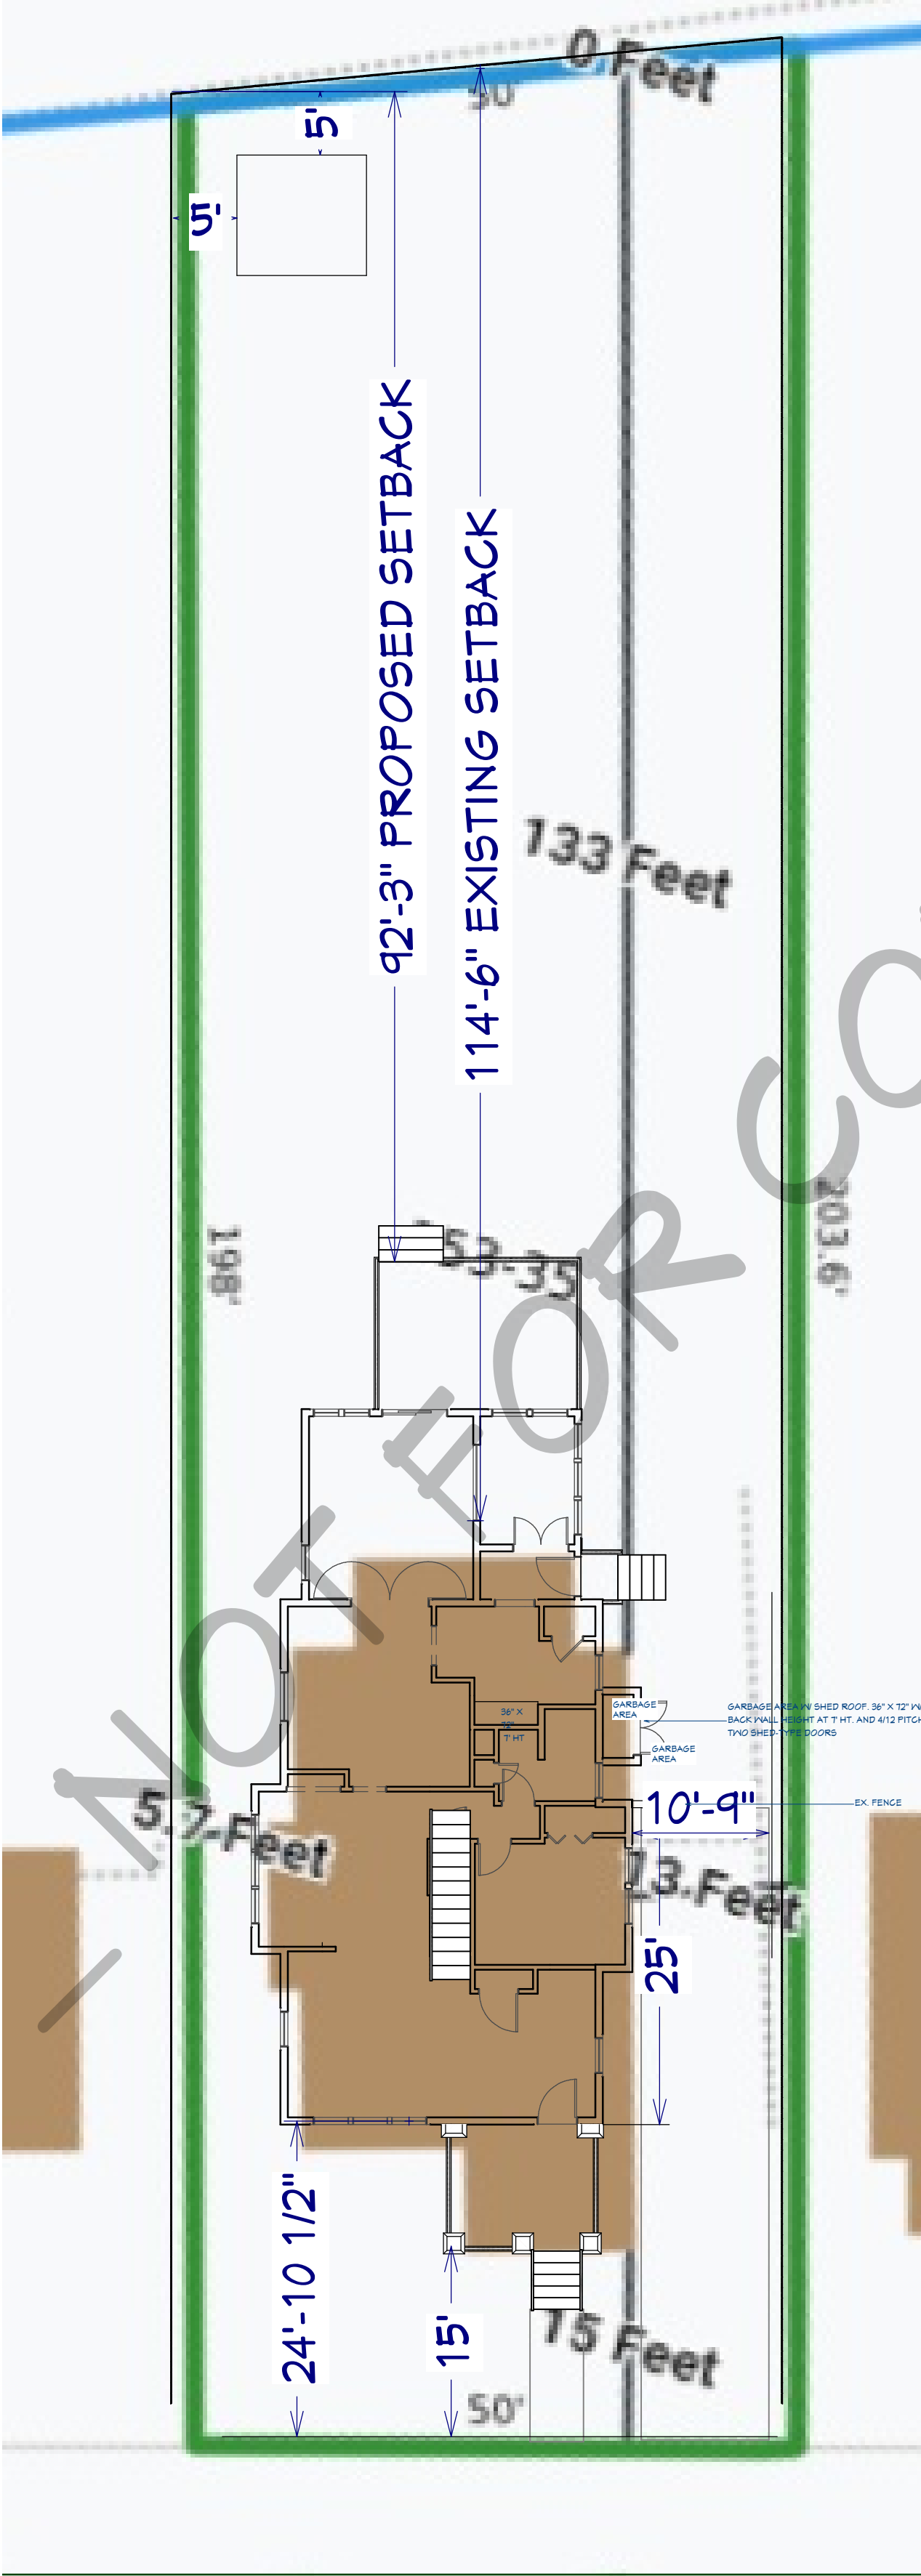 0 Feet
50'
5'
5'
92'-3" PROPOSED SETBACK
114'-6" EXISTING SETBACK
133 Feet
198'
203.6'
53-35
NOT FOR CO
GARBAGE
AREA
36" X
72"
7' HT
GARBAGE AREA W/ SHED ROOF. 36" X 72" W/
BACK WALL HEIGHT AT 7' HT. AND 4/12 PITCH
TWO SHED-TYPE DOORS
GARBAGE
AREA
10'-9"
EX. FENCE
5.7 Feet
13 Feet
25'
24'-10 1/2"
15'
15 Feet
50'